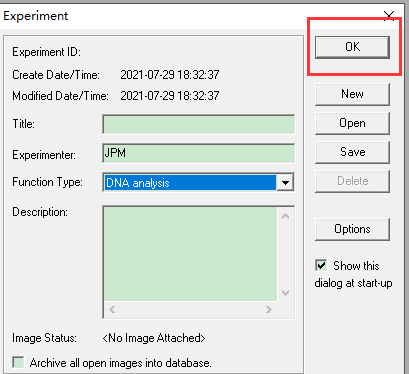 Experiment
OK
Experiment ID:
Create Date/Time: 2021-07-29 18:32:37
Modified Date/Time: 2021-07-29 18:32:37
New
Title:
Open
Experimenter: JPM
Save
Function Type: DNA analysis
Delete
Description:
Options
Show this
dialog at start-up
Image Status: <No Image Attached>
Archive all open images into database.